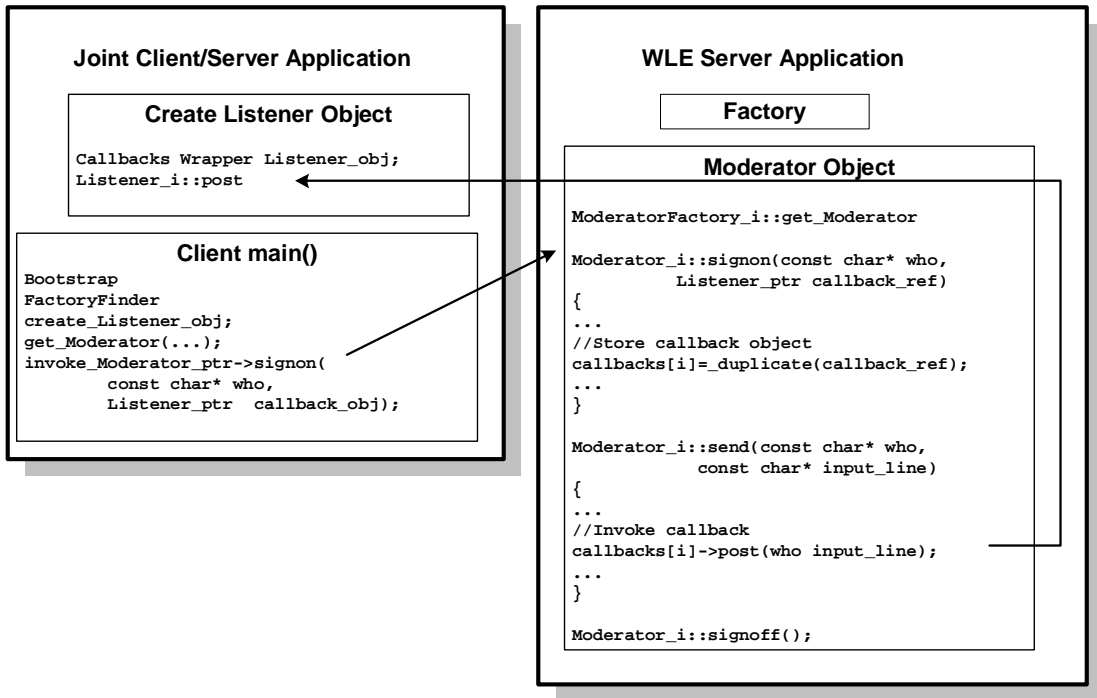 Joint Client/Server Application
Create Listener Object
Callbacks Wrapper Listener_obj;
Listener_i::post
Client main()
Bootstrap
FactoryFinder
create_Listener_obj;
get_Moderator(...);
invoke_Moderator_ptr->signon(
const char* who,
Listener_ptr  callback_obj);
WLE Server Application
Factory
Moderator Object
ModeratorFactory_i::get_Moderator
Moderator_i::signon(const char* who,
Listener_ptr callback_ref)
{
...
//Store callback object
callbacks[i]=_duplicate(callback_ref);
...
}
Moderator_i::send(const char* who,
const char* input_line)
{
...
//Invoke callback
callbacks[i]->post(who input_line);
...
}
Moderator_i::signoff();